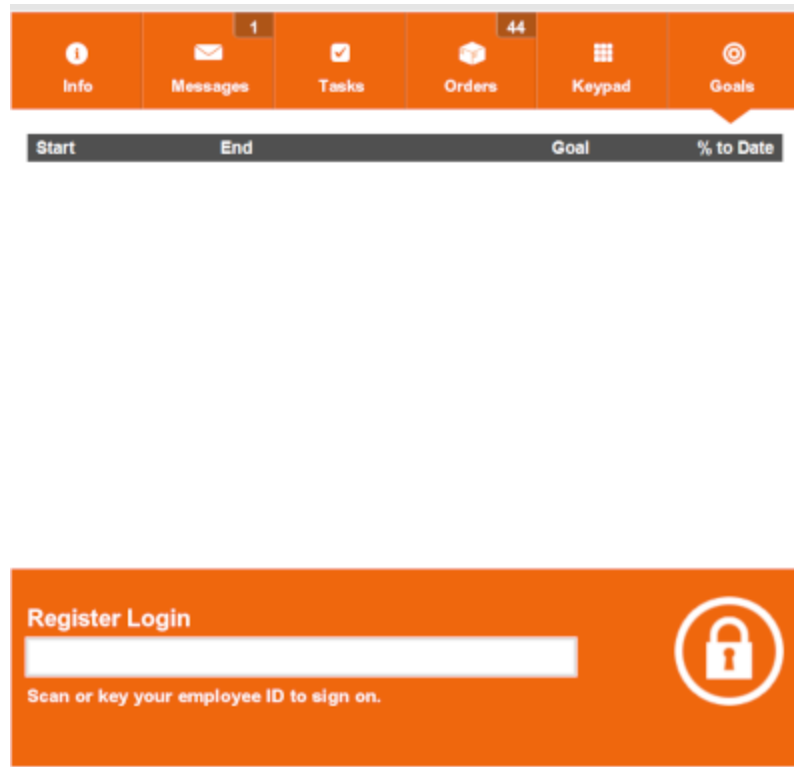 1 44
Info Messages Tasks Orders Keypad Goals
Start End Goal % to Date
Register Login
Scan or key your employee ID to sign on.